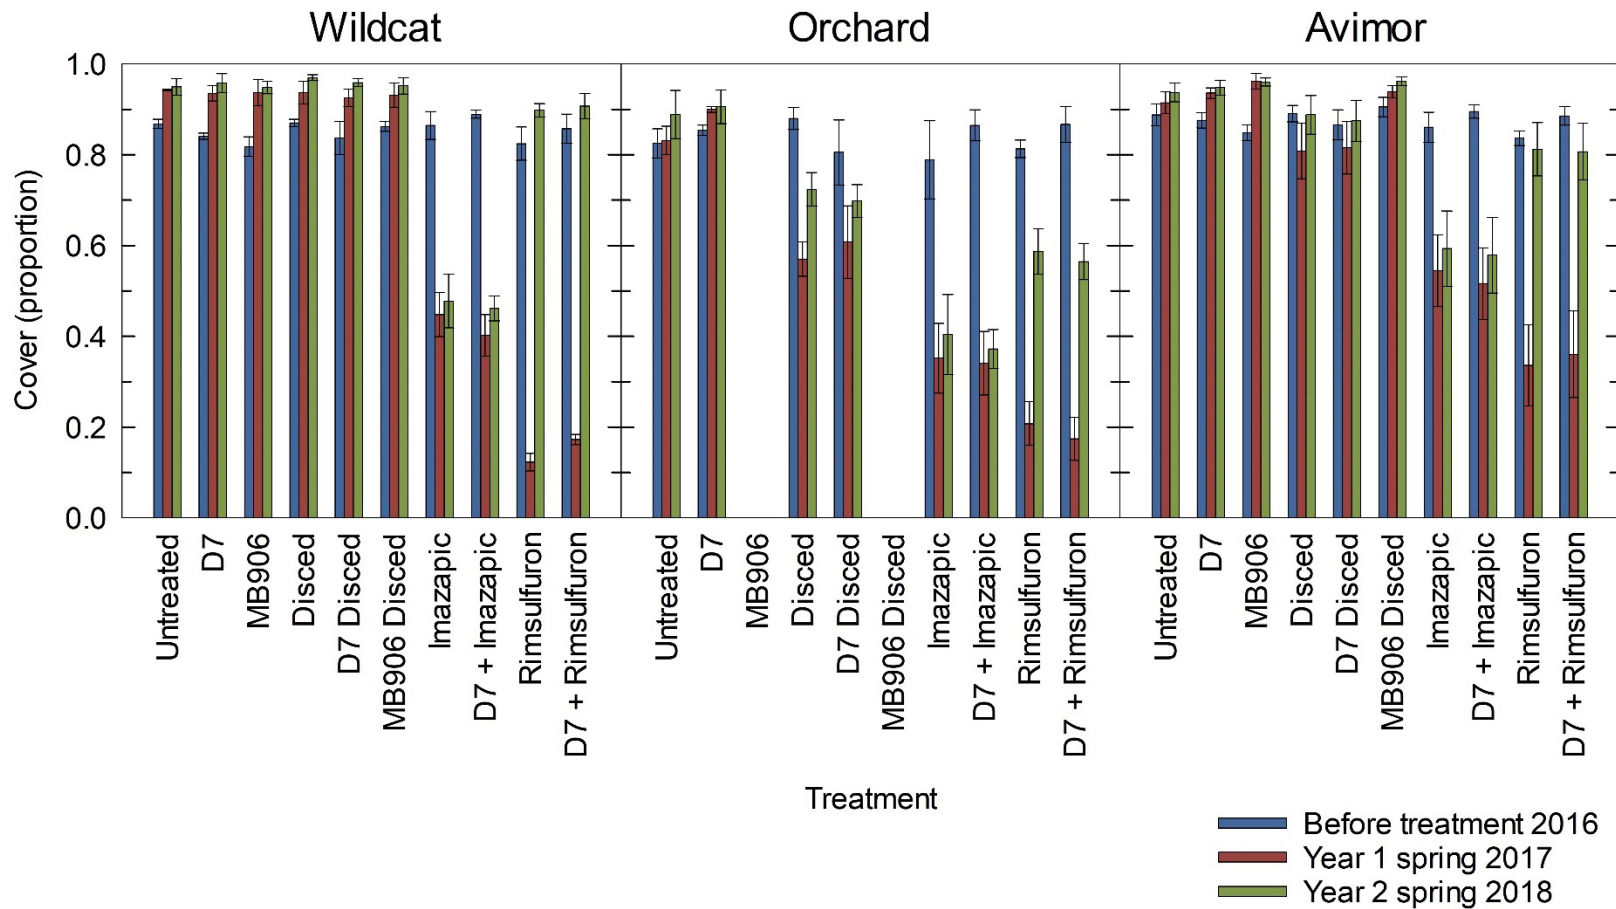 Wildcat
Orchard
Avimor
Cover (proportion)
1.0
0.8
0.6
0.4
0.2
0.0
Untreated
D7
MB906
Disced
D7 Disced
MB906 Disced
Imazapic
D7 + Imazapic
Rimsulfuron
D7 + Rimsulfuron
Untreated
D7
MB906
Disced
D7 Disced
MB906 Disced
Imazapic
D7 + Imazapic
Rimsulfuron
D7 + Rimsulfuron
Untreated
D7
MB906
Disced
D7 Disced
MB906 Disced
Imazapic
D7 + Imazapic
Rimsulfuron
D7 + Rimsulfuron
Treatment
Before treatment 2016
Year 1 spring 2017
Year 2 spring 2018